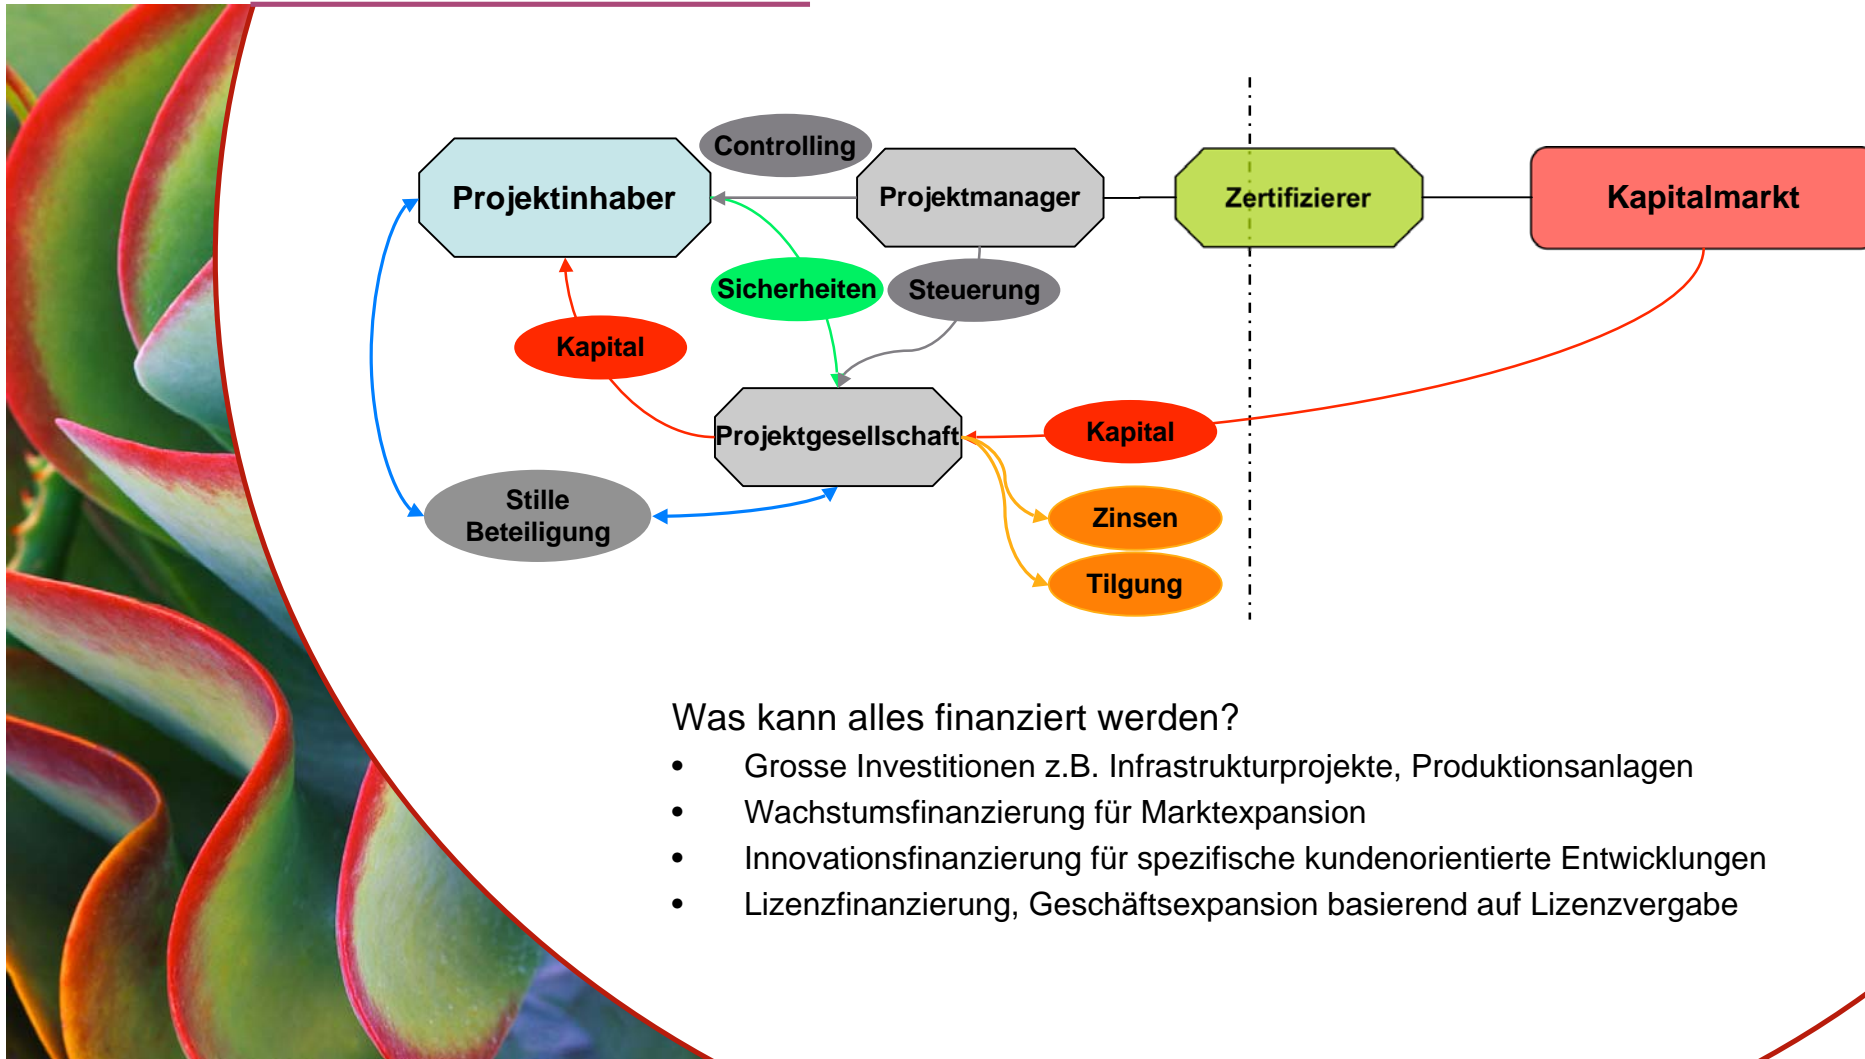 Controlling
Projektinhaber
Projektmanager
Zertifizierer
Kapitalmarkt
Sicherheiten
Steuerung
Kapital
Projektgesellschaft
Kapital
Stille
Beteiligung
Zinsen
Tilgung
Was kann alles finanziert werden?
• Grosse Investitionen z.B. Infrastrukturprojekte, Produktionsanlagen
• Wachstumsfinanzierung für Marktexpansion
• Innovationsfinanzierung für spezifische kundenorientierte Entwicklungen
• Lizenzfinanzierung, Geschäftsexpansion basierend auf Lizenzvergabe